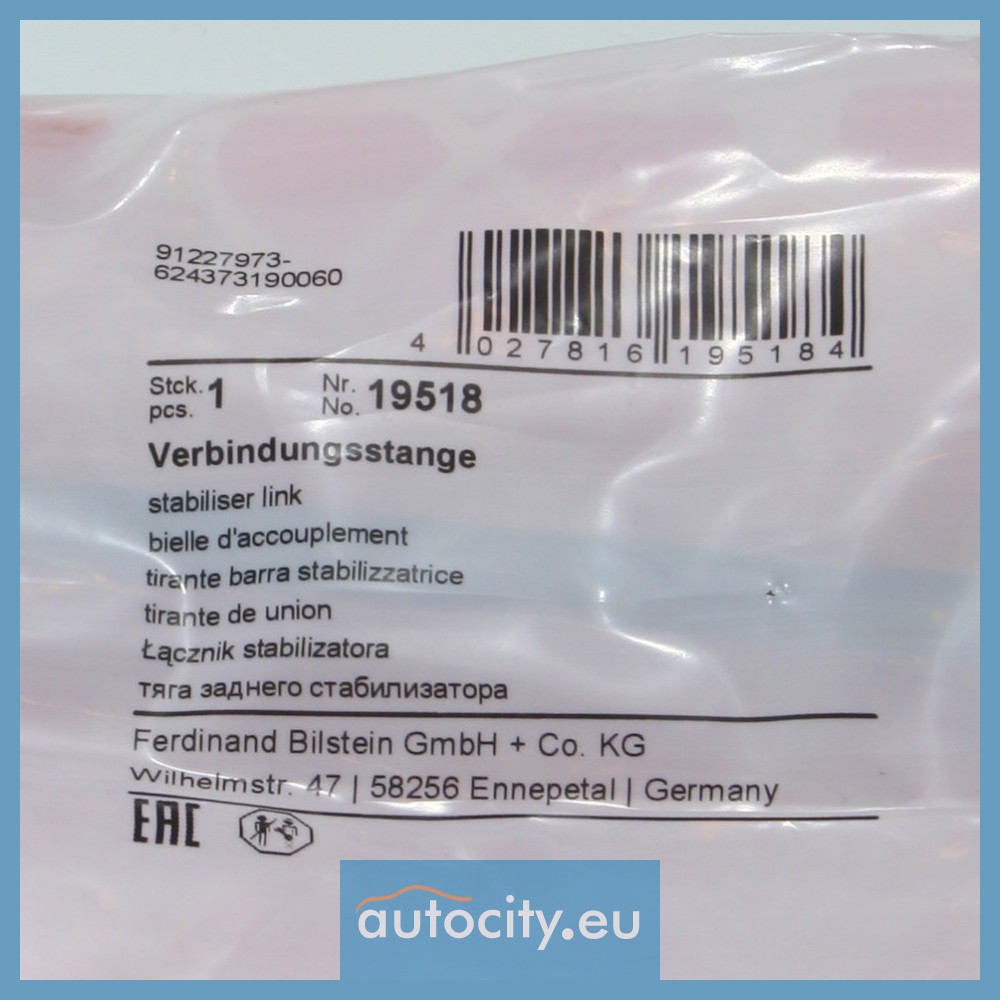 91227973-
624373190060
4 027816 195184
Stck. 1 Nr. 19518
pcs. No.
Verbindungsstange
stabiliser link
bielle d'accouplement
tirante barra stabilizzatrice
tirante de union
Łącznik stabilizatora
тяга заднего стабилизатора
Ferdinand Bilstein GmbH + Co. KG
Wilhelmstr. 47 | 58256 Ennepetal | Germany
EAC
autocity.eu